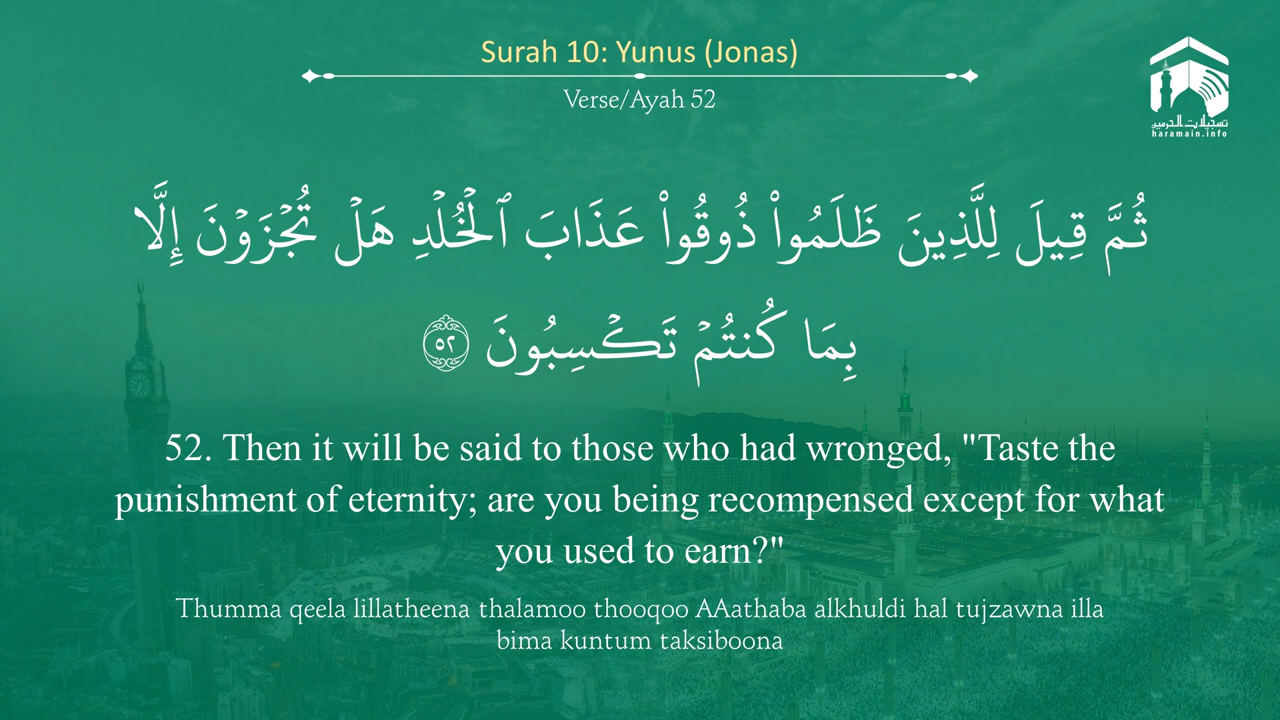 Surah 10: Yunus (Jonas)
Verse/Ayah 52
تسجيلات الحرمين
haramain.info
ثُمَّ قِيلَ لِلَّذِينَ ظَلَمُوا۟ ذُوقُوا۟ عَذَابَ ٱلْخُلْدِ هَلْ تُجْزَوْنَ إِلَّا
بِمَا كُنتُمْ تَكْسِبُونَ ٥٢
52. Then it will be said to those who had wronged, "Taste the
punishment of eternity; are you being recompensed except for what
you used to earn?"
Thumma qeela lillatheena thalamoo thooqoo AAathaba alkhuldi hal tujzawna illa
bima kuntum taksiboona